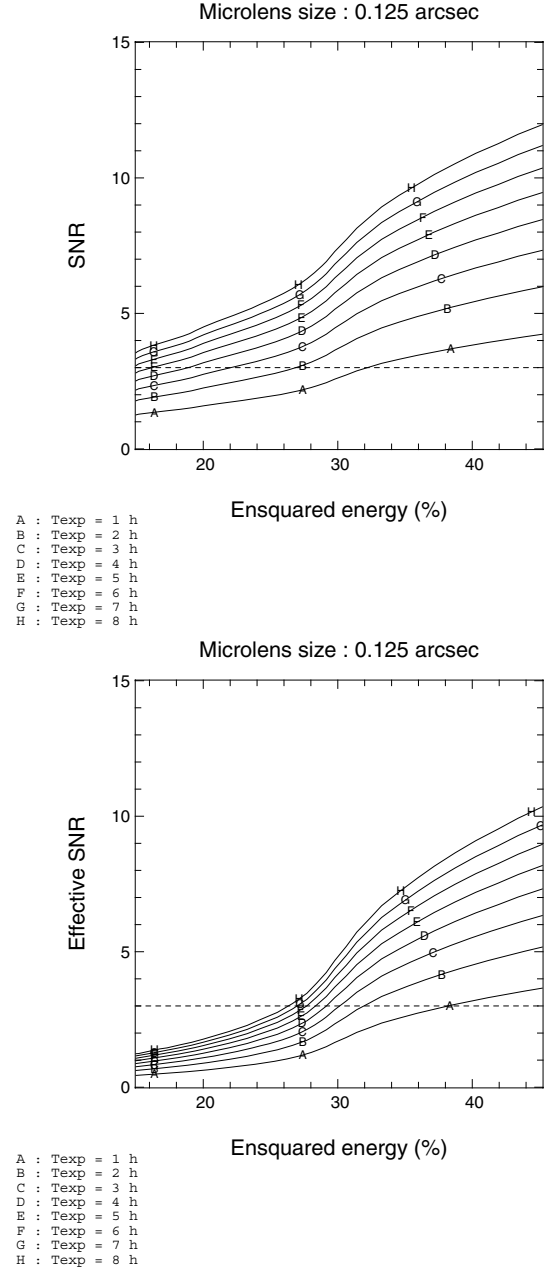 Microlens size : 0.125 arcsec
15
10
5
0
SNR
H
G
F
E
D
C
B
A
H
G
F
E
D
C
B
A
H
G
F
E
D
C
B
A
20 30 40
Ensquared energy (%)
A : Texp = 1 h
B : Texp = 2 h
C : Texp = 3 h
D : Texp = 4 h
E : Texp = 5 h
F : Texp = 6 h
G : Texp = 7 h
H : Texp = 8 h
Microlens size : 0.125 arcsec
15
10
5
0
Effective SNR
H
G
H
G
F
E
D
C
B
A
H
E
D
C
B
A
H
A
20 30 40
Ensquared energy (%)
A : Texp = 1 h
B : Texp = 2 h
C : Texp = 3 h
D : Texp = 4 h
E : Texp = 5 h
F : Texp = 6 h
G : Texp = 7 h
H : Texp = 8 h